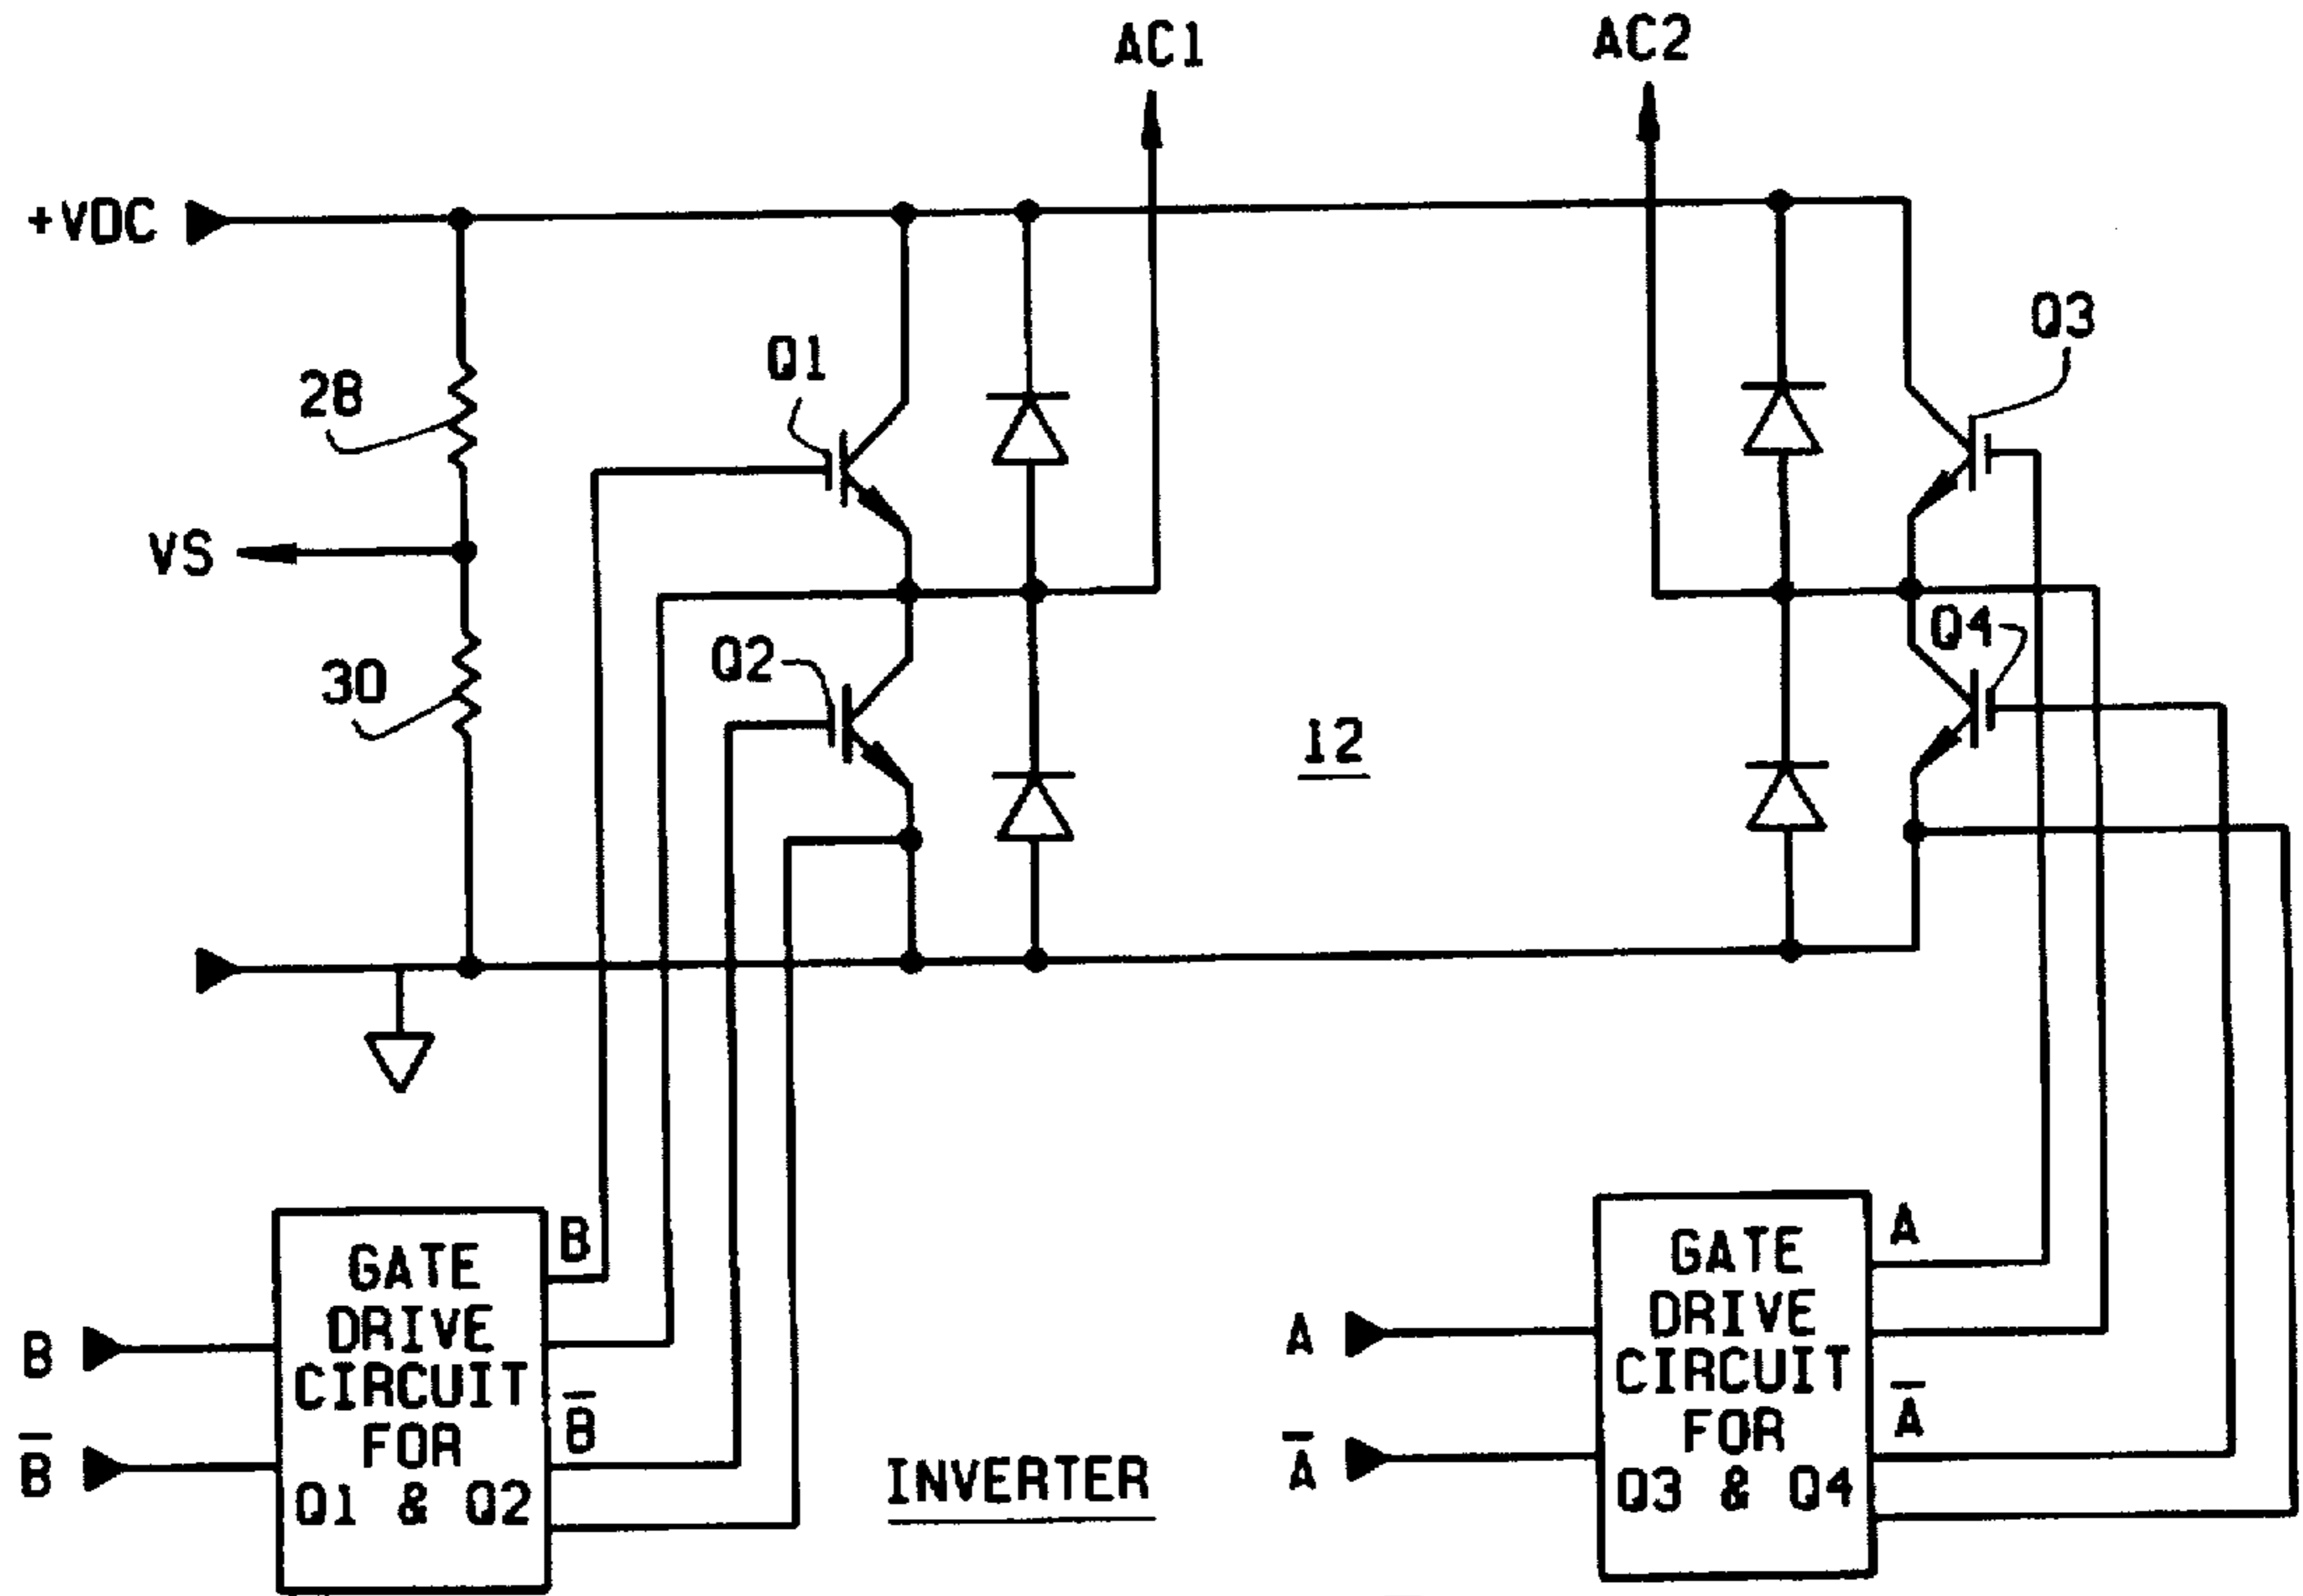 AC1
AC2
+VDC
Q1
Q3
28
VS
Q2
Q4
30
12
B
A
GATE
DRIVE
CIRCUIT
FOR
Q1 & Q2
GATE
DRIVE
CIRCUIT
FOR
Q3 & Q4
B
B̅
B̅
A
A̅
A̅
INVERTER